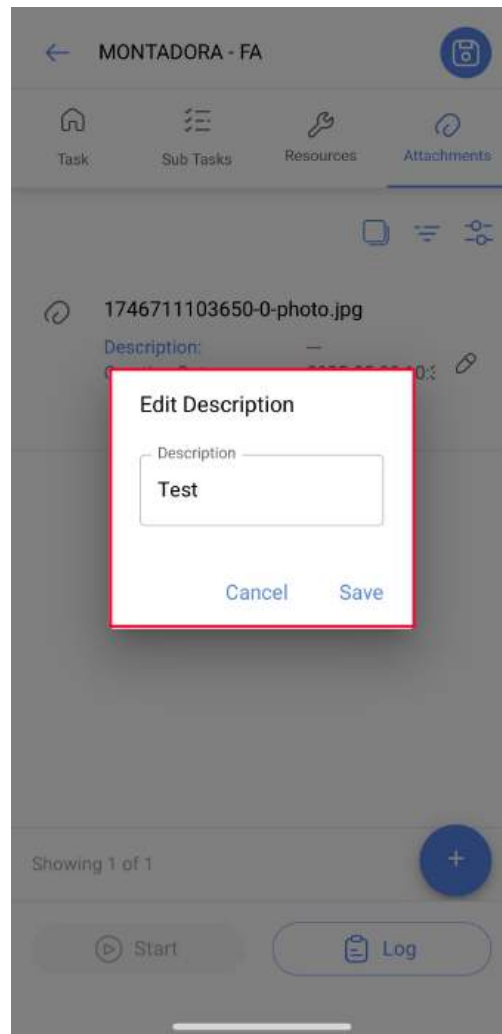 MONTADORA - FA
Task Sub Tasks Resources Attachments
1746711103650-0-photo.jpg
Description: —
Edit Description
Description
Test
Cancel Save
Showing 1 of 1
+
Start Log